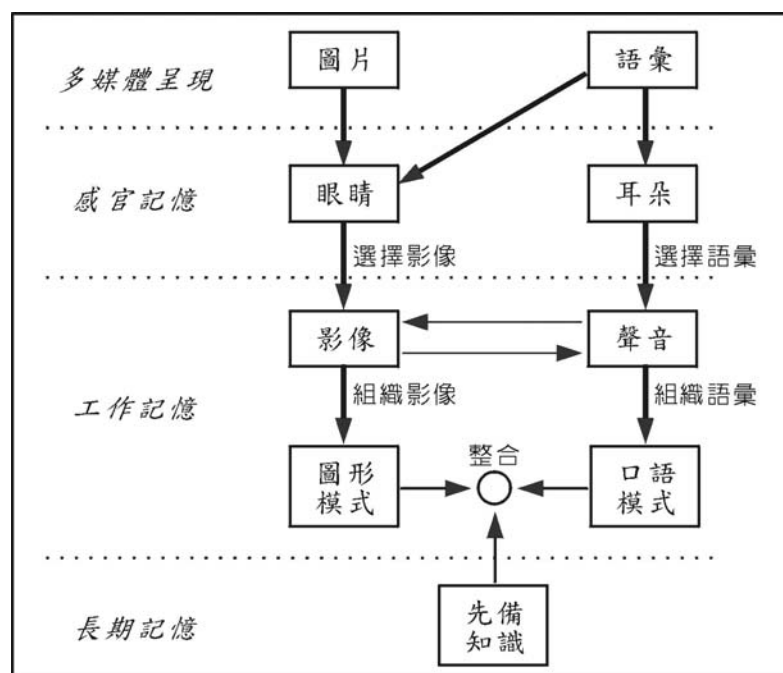 多媒體呈現
圖片
語彙
感官記憶
眼睛
耳朵
選擇影像
選擇語彙
工作記憶
影像
聲音
組織影像
組織語彙
圖形
模式
整合
口語
模式
長期記憶
先備
知識